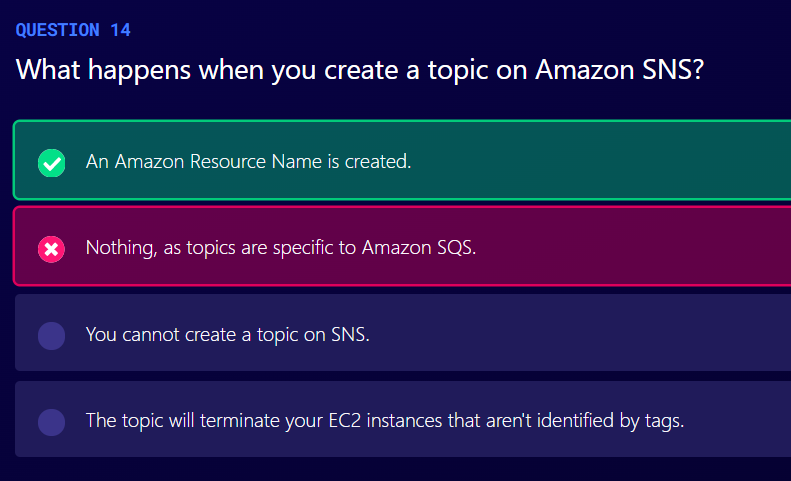 QUESTION 14
What happens when you create a topic on Amazon SNS?
An Amazon Resource Name is created.
Nothing, as topics are specific to Amazon SQS.
You cannot create a topic on SNS.
The topic will terminate your EC2 instances that aren't identified by tags.